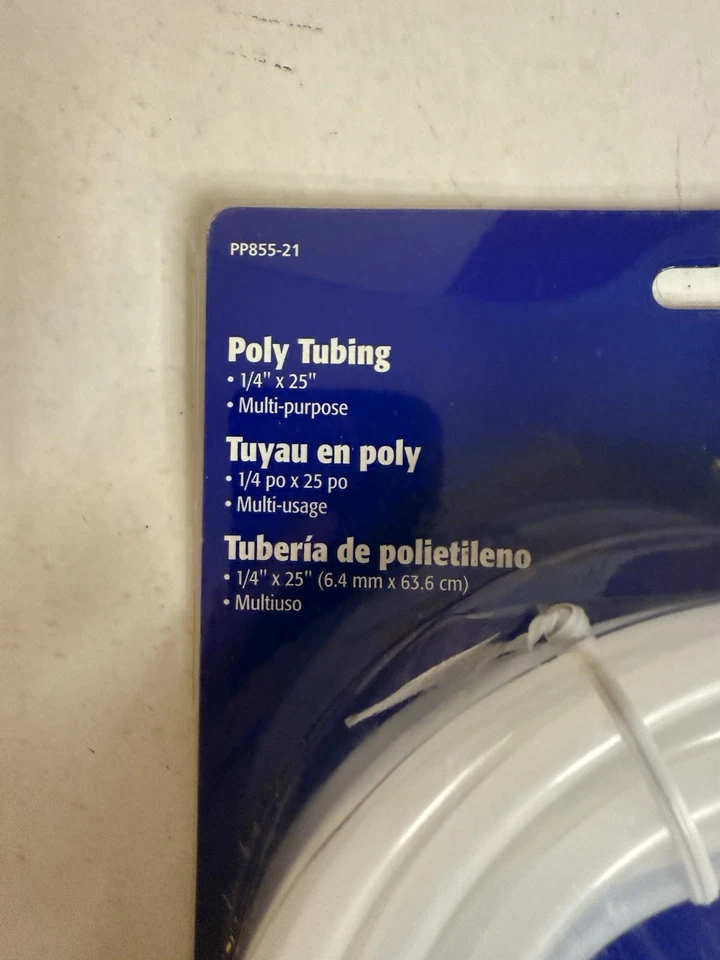 PP855-21
Poly Tubing
• 1/4" x 25"
• Multi-purpose
Tuyau en poly
• 1/4 po x 25 po
• Multi-usage
Tubería de polietileno
• 1/4" x 25" (6.4 mm x 63.6 cm)
• Multiuso